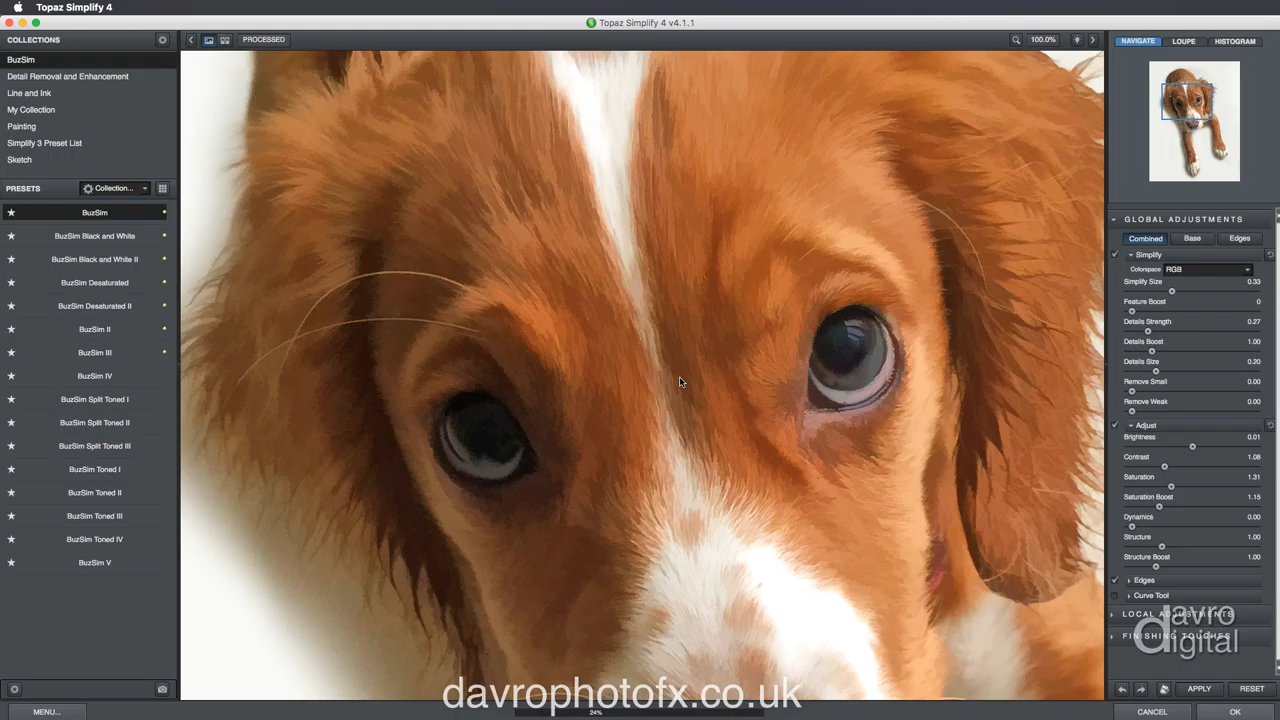 Topaz Simplify 4
Topaz Simplify 4 v4.1.1
COLLECTIONS
PROCESSED
100.0%
NAVIGATE LOUPE HISTOGRAM
BuzSim
Detail Removal and Enhancement
Line and Ink
My Collection
Painting
Simplify 3 Preset List
Sketch
PRESETS
Collection...
BuzSim
BuzSim Black and White
BuzSim Black and White II
BuzSim Desaturated
BuzSim Desaturated II
BuzSim II
BuzSim III
BuzSim IV
BuzSim Split Toned I
BuzSim Split Toned II
BuzSim Split Toned III
BuzSim Toned I
BuzSim Toned II
BuzSim Toned III
BuzSim Toned IV
BuzSim V
MENU...
GLOBAL ADJUSTMENTS
Combined Base Edges
Simplify
Colorspace RGB
Simplify Size 0.33
Feature Boost 0
Details Strength 0.27
Details Boost 1.00
Details Size 0.20
Remove Small 0.00
Remove Weak 0.00
Adjust
Brightness 0.01
Contrast 1.08
Saturation 1.31
Saturation Boost 1.15
Dynamics 0.00
Structure 1.00
Structure Boost 1.00
Edges
Curve Tool
LOCAL ADJUSTMENTS
FINISHING TOUCHES
davro
digital
APPLY RESET
CANCEL OK
davrophotofx.co.uk
24%